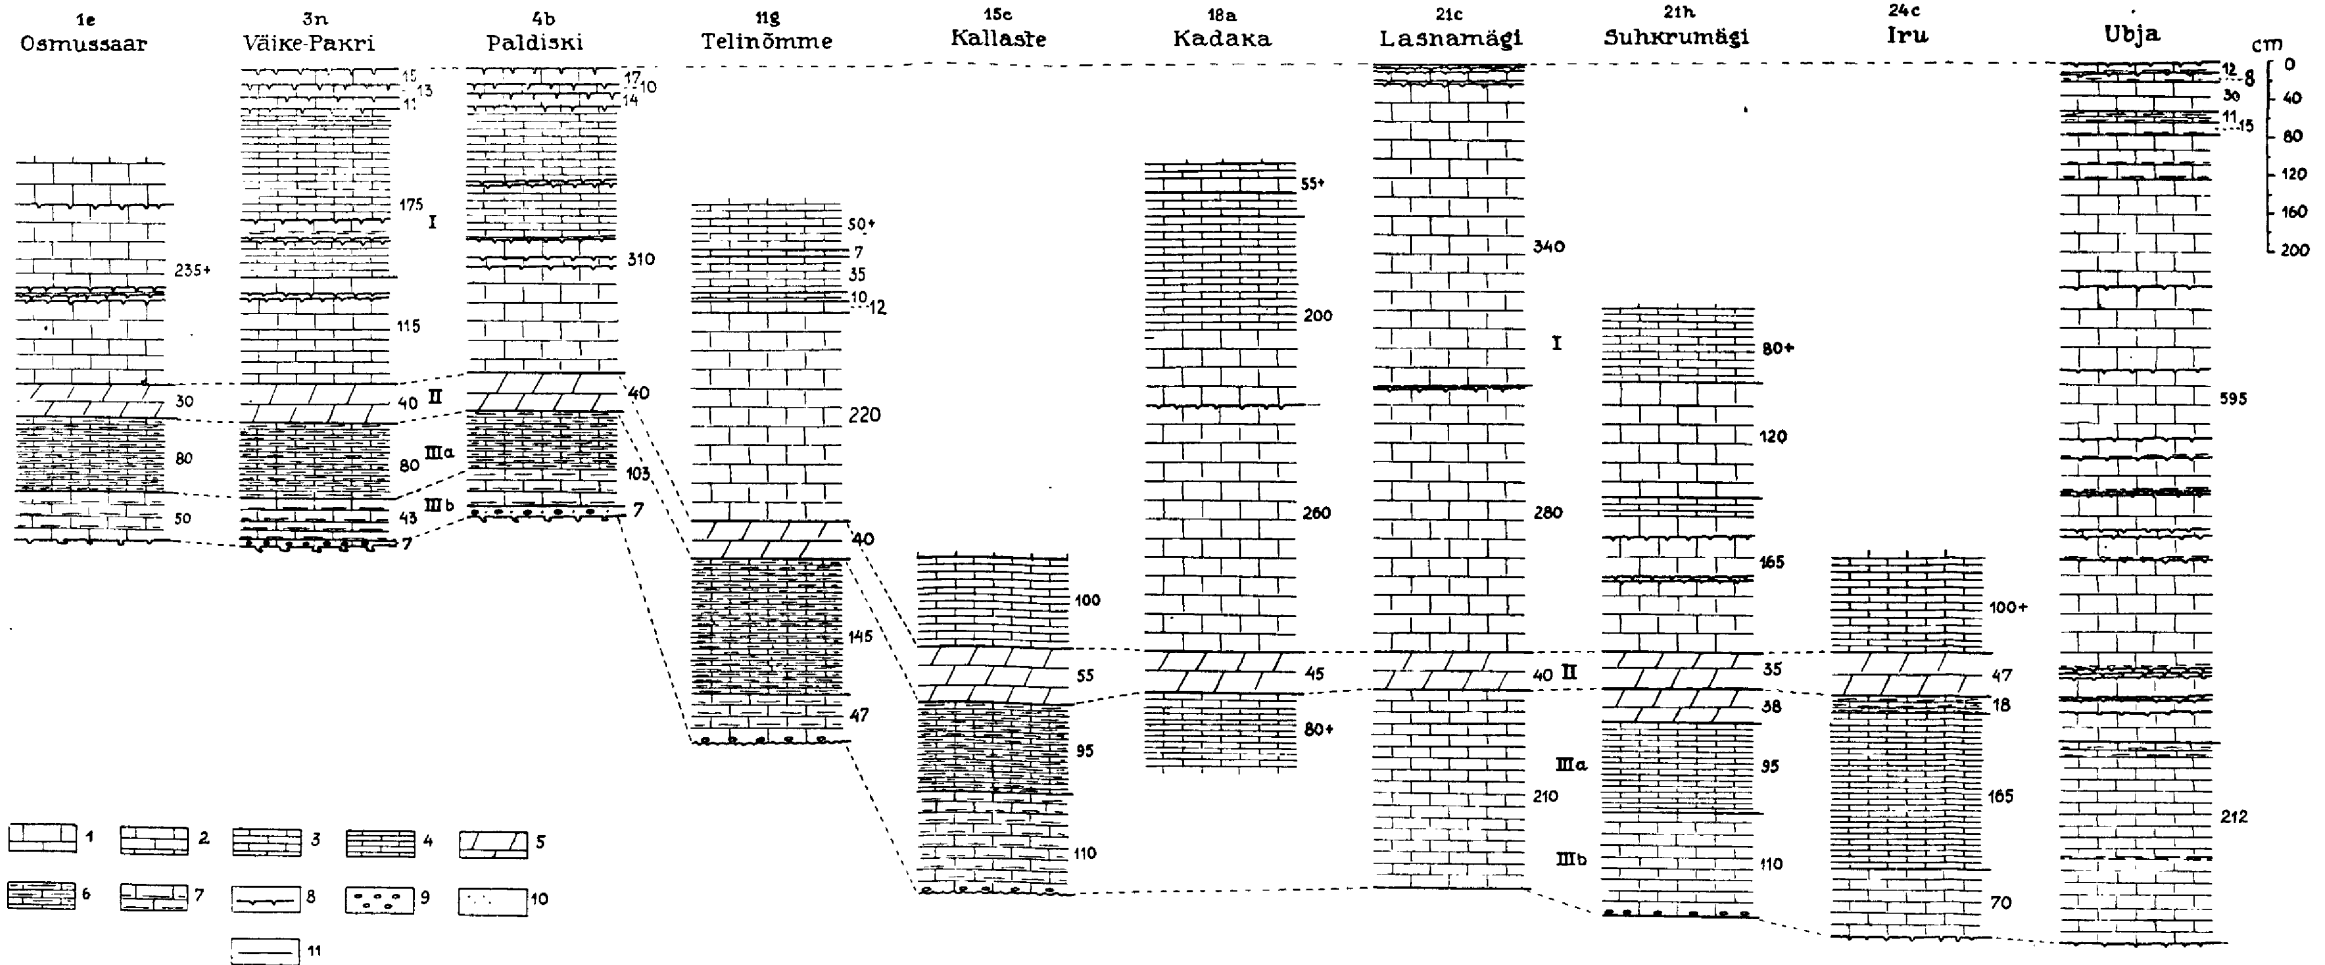 1e
Osmussaar
3n
Väike-Pakri
4b
Paldiski
11g
Telinõmme
15c
Kallaste
18a
Kadaka
21c
Lasnamägi
21h
Suhkrumägi
24c
Iru
Ubja
cm
0
40
80
120
160
200
235+
30
80
50
15
13
11
175
115
40
80
43
7
I
II
IIIa
IIIb
17
10
14
310
40
103
7
50+
7
35
10
12
220
40
145
47
100
55
95
110
55+
200
260
45
80+
340
280
40
210
I
II
IIIa
IIIb
80+
120
165
35
38
95
110
100+
47
18
165
70
12
8
30
11
15
595
212
1
2
3
4
5
6
7
8
9
10
11